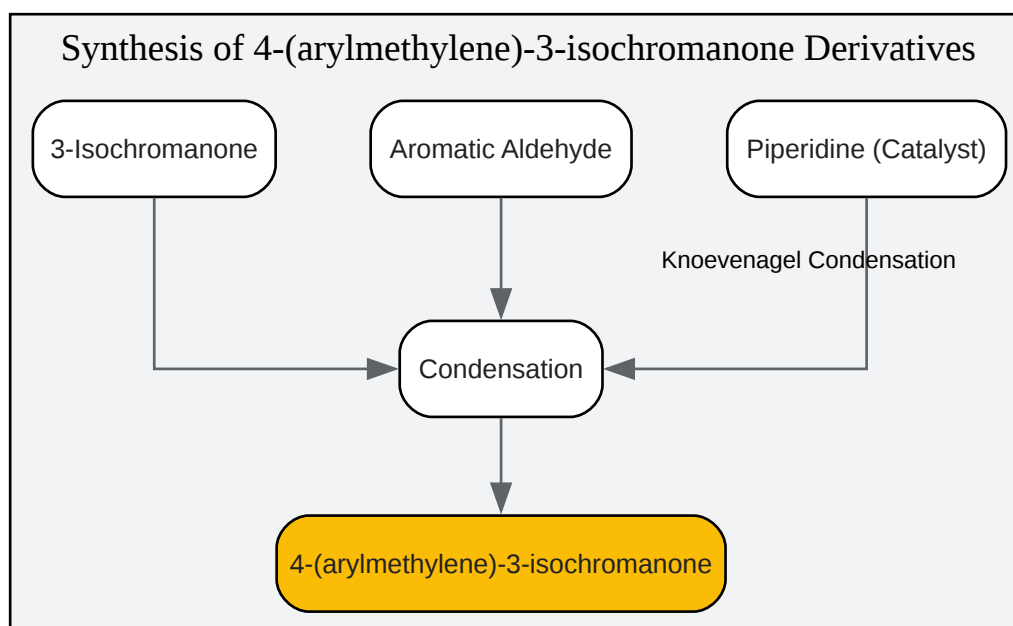 Synthesis of 4-(arylmethylene)-3-isochromanone Derivatives
3-Isochromanone
Aromatic Aldehyde
Piperidine (Catalyst)
Knoevenagel Condensation
Condensation
4-(arylmethylene)-3-isochromanone